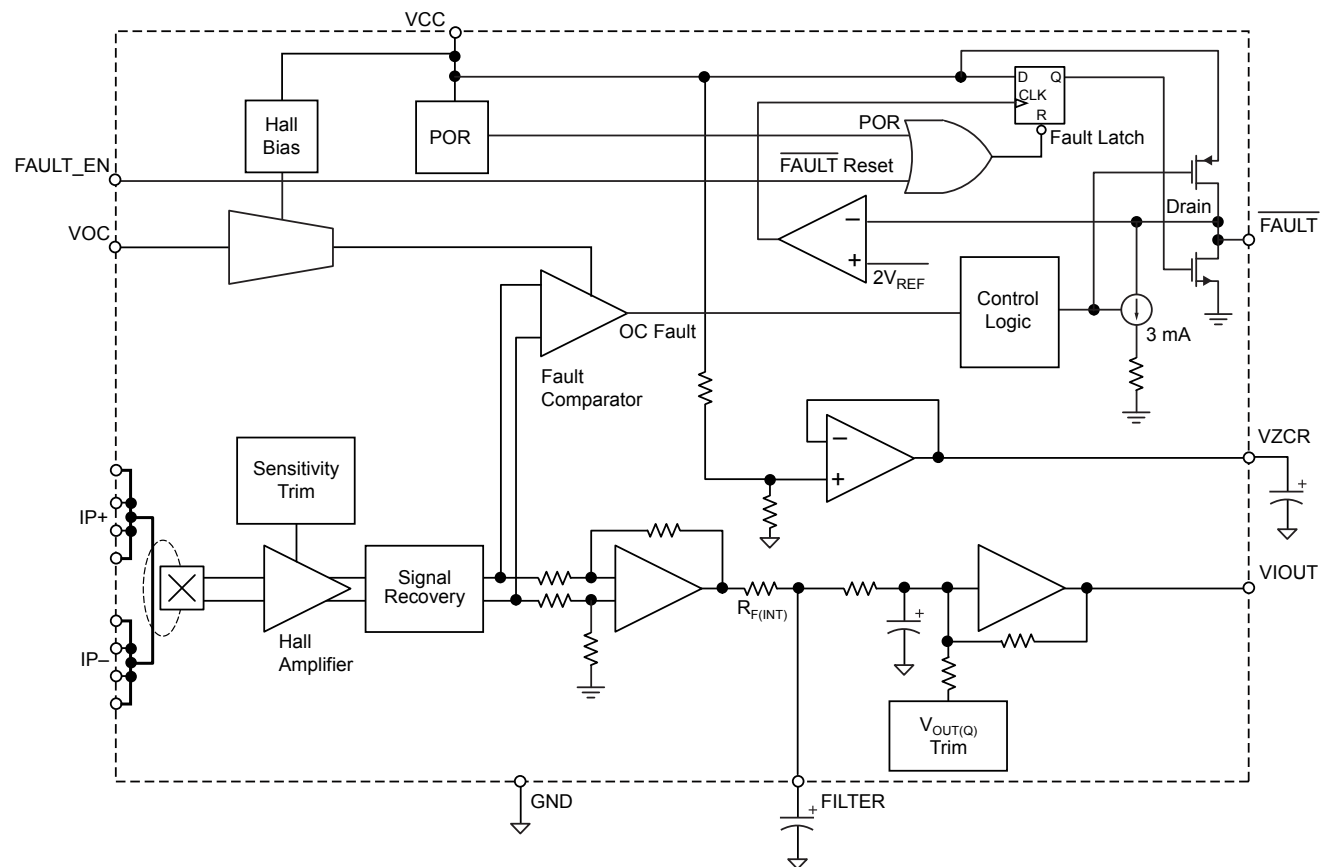 VCC
Hall
Bias
POR
POR
D
Q
CLK
R
Fault Latch
FAULT_EN
FAULT Reset
Drain
VOC
FAULT
−
+
2VREF
Control
Logic
OC Fault
3 mA
Fault
Comparator
VZCR
−
+
+
Sensitivity
Trim
IP+
Signal
Recovery
VIOUT
RF(INT)
+
Hall
Amplifier
IP–
VOUT(Q)
Trim
GND
FILTER
+